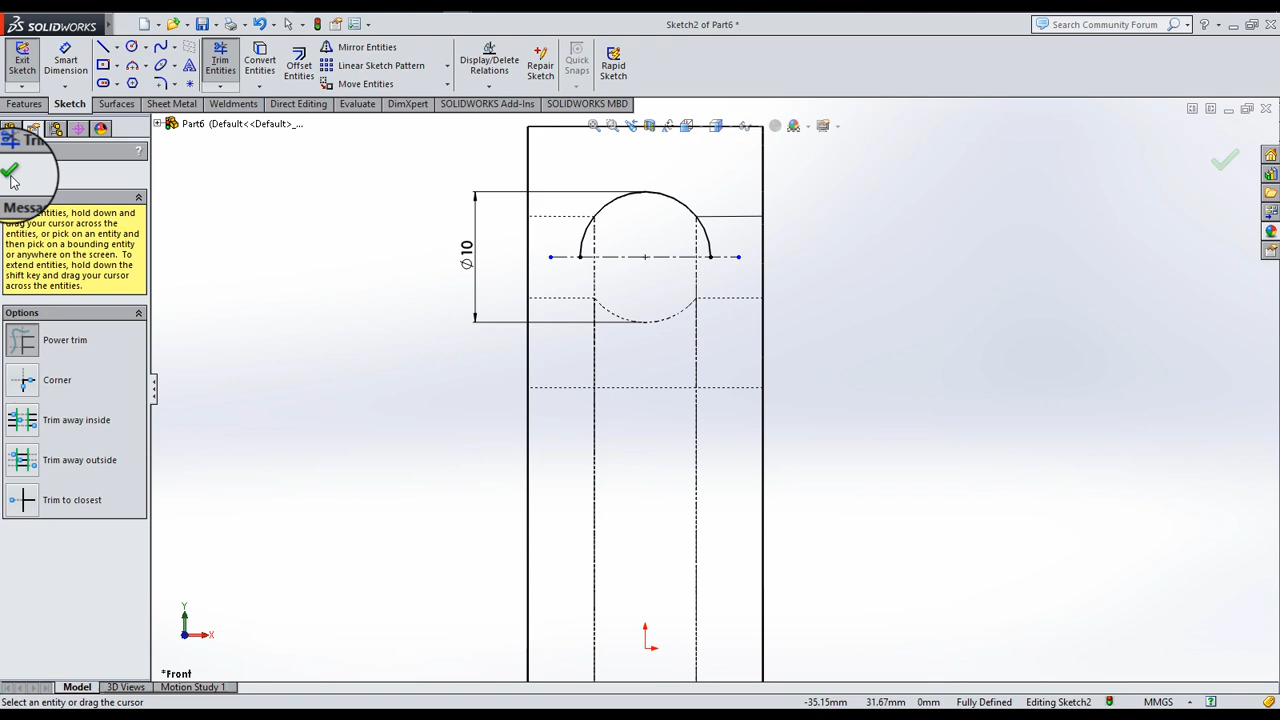 SOLIDWORKS
Sketch2 of Part6 *
Search Community Forum
Exit Sketch
Smart Dimension
Trim Entities
Convert Entities
Offset Entities
Mirror Entities
Linear Sketch Pattern
Move Entities
Display/Delete Relations
Repair Sketch
Quick Snaps
Rapid Sketch
Features
Sketch
Surfaces
Sheet Metal
Weldments
Direct Editing
Evaluate
DimXpert
SOLIDWORKS Add-Ins
SOLIDWORKS MBD
Part6 (Default<<Default>_...
?
entities, hold down and
drag your cursor across the
entities, or pick on an entity and
then pick on a bounding entity
or anywhere on the screen. To
extend entities, hold down the
shift key and drag your cursor
across the entities.
Options
Power trim
Corner
Trim away inside
Trim away outside
Trim to closest
Ø10
Y
X
*Front
Model
3D Views
Motion Study 1
Select an entity or drag the cursor
-35.15mm
31.67mm
0mm
Fully Defined
Editing Sketch2
MMGS